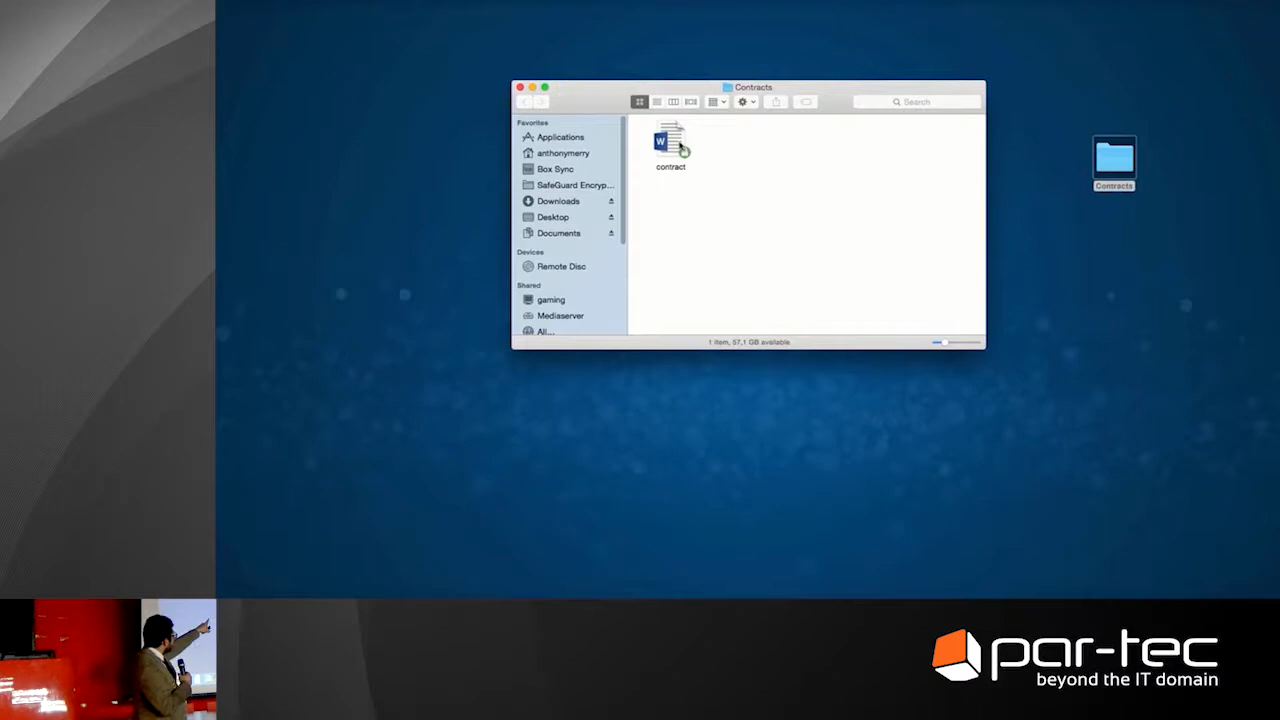 Contracts
Search
Favorites
Applications
anthonymerry
Box Sync
SafeGuard Encryp...
Downloads
Desktop
Documents
Devices
Remote Disc
Shared
gaming
Mediaserver
All...
W
contract
1 item, 57,1 GB available
Contracts
par-tec
beyond the IT domain